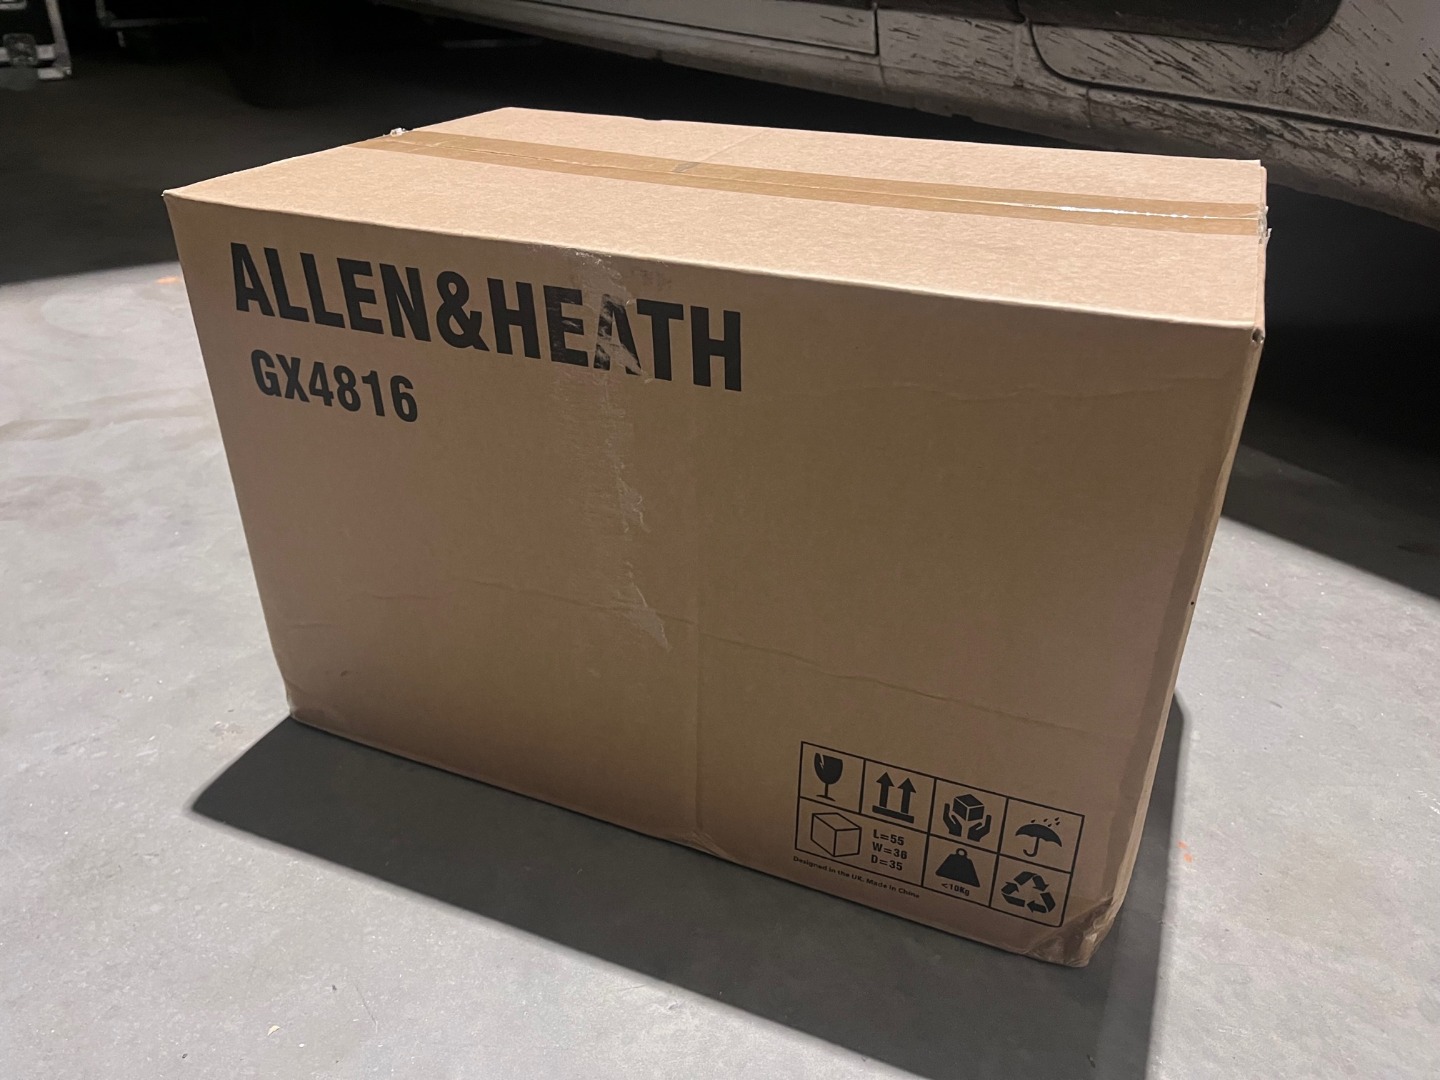 ALLEN&HEATH
GX4816
L=55
W=36
D=35
<10Kg
Designed in the UK. Made in China